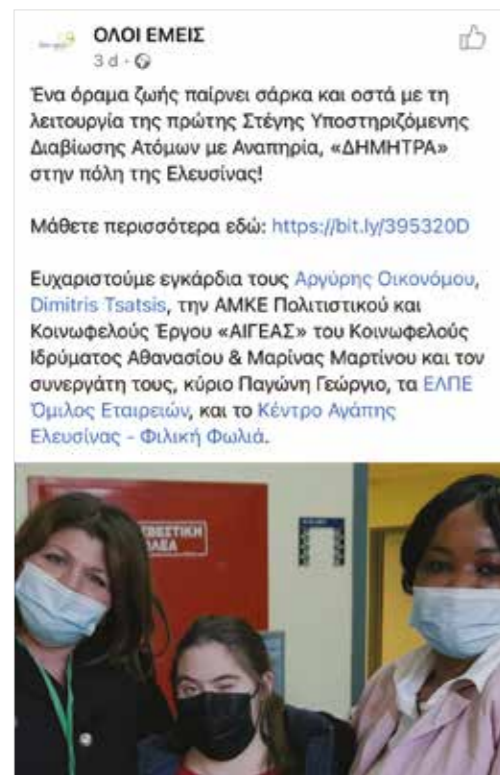 ΟΛΟΙ ΕΜΕΙΣ
3 d ·
Ένα όραμα ζωής παίρνει σάρκα και οστά με τη
λειτουργία της πρώτης Στέγης Υποστηριζόμενης
Διαβίωσης Ατόμων με Αναπηρία, «ΔΗΜΗΤΡΑ»
στην πόλη της Ελευσίνας!
Μάθετε περισσότερα εδώ: https://bit.ly/395320D
Ευχαριστούμε εγκάρδια τους Αργύρης Οικονόμου,
Dimitris Tsatsis, την ΑΜΚΕ Πολιτιστικού και
Κοινωφελούς Έργου «ΑΙΓΕΑΣ» του Κοινωφελούς
Ιδρύματος Αθανασίου & Μαρίνας Μαρτίνου και τον
συνεργάτη τους, κύριο Παγώνη Γεώργιο, τα ΕΛΠΕ
Όμιλος Εταιρειών, και το Κέντρο Αγάπης
Ελευσίνας - Φιλική Φωλιά.